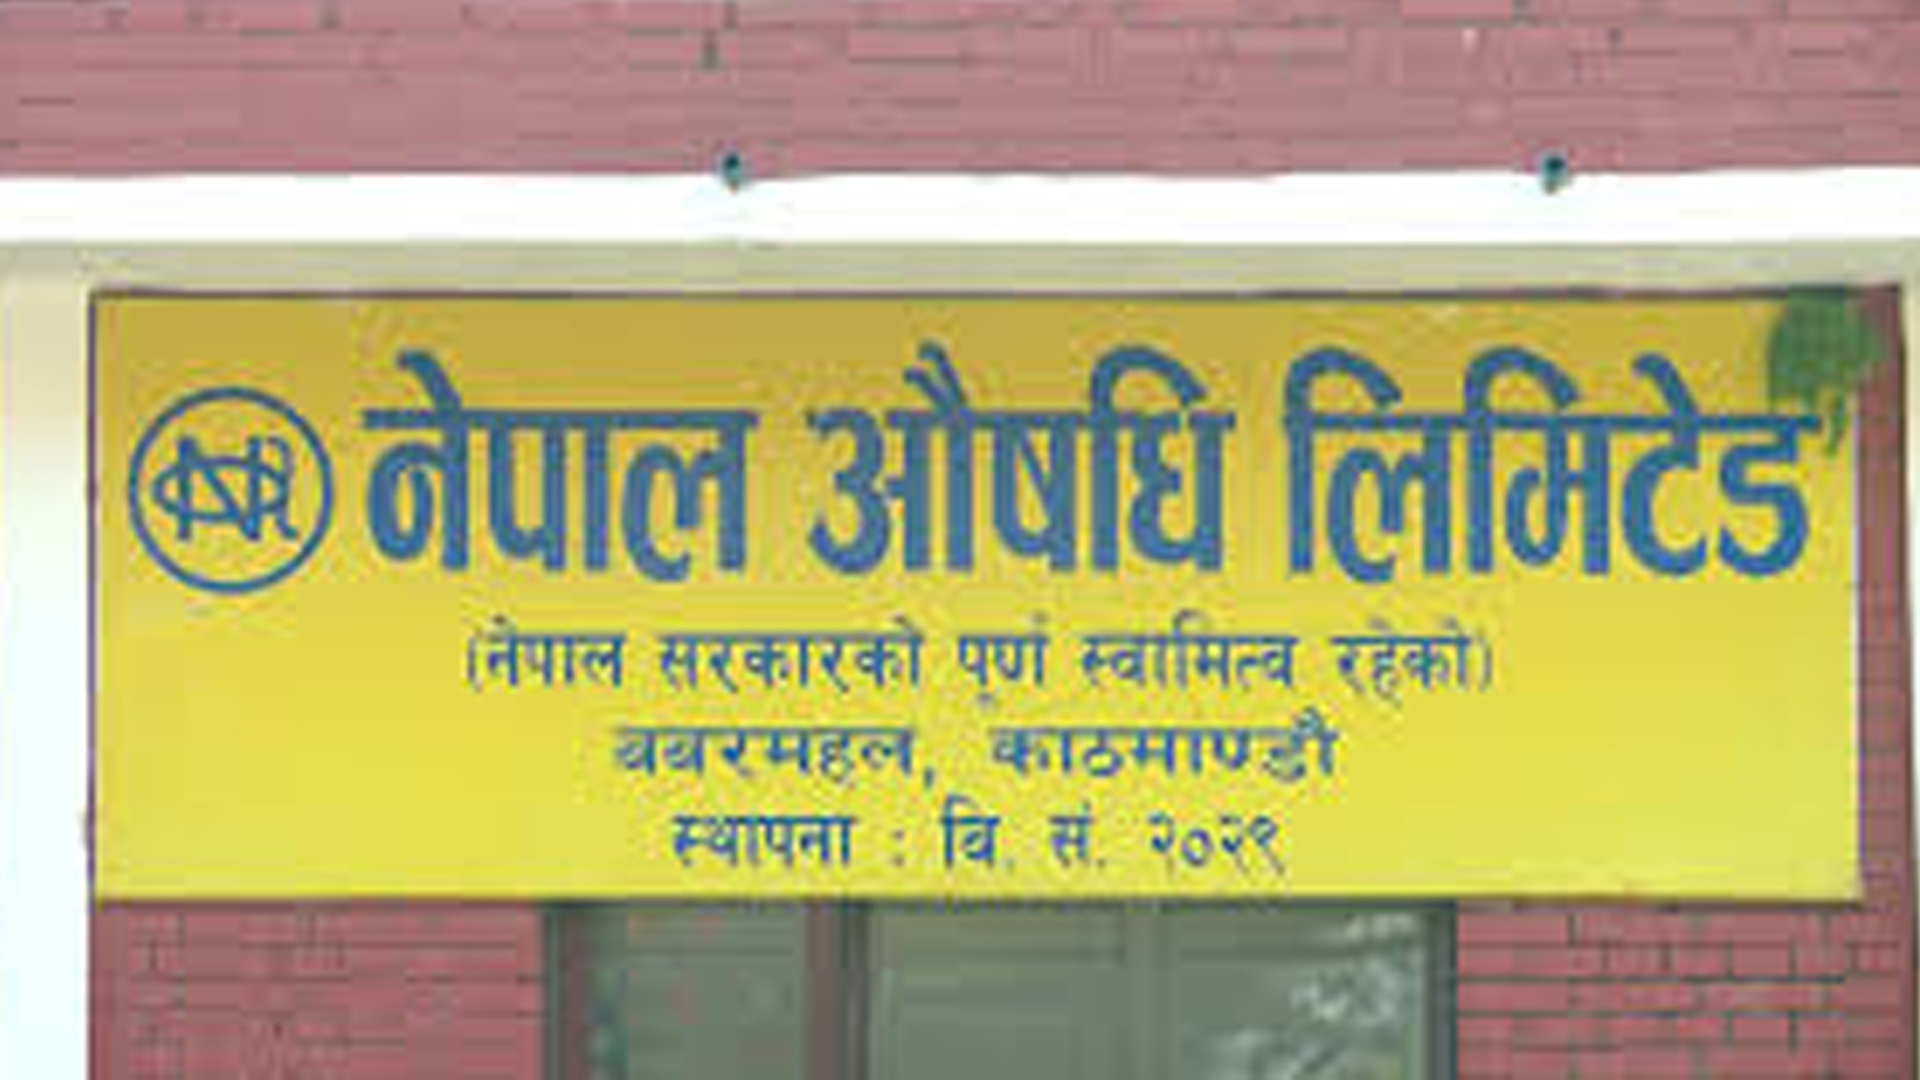 नेपाल औषधि लिमिटेड
(नेपाल सरकारको पूर्ण स्वामित्व रहेको)
बबरमहल, काठमाण्डौ
स्थापना : वि. सं. २०२९